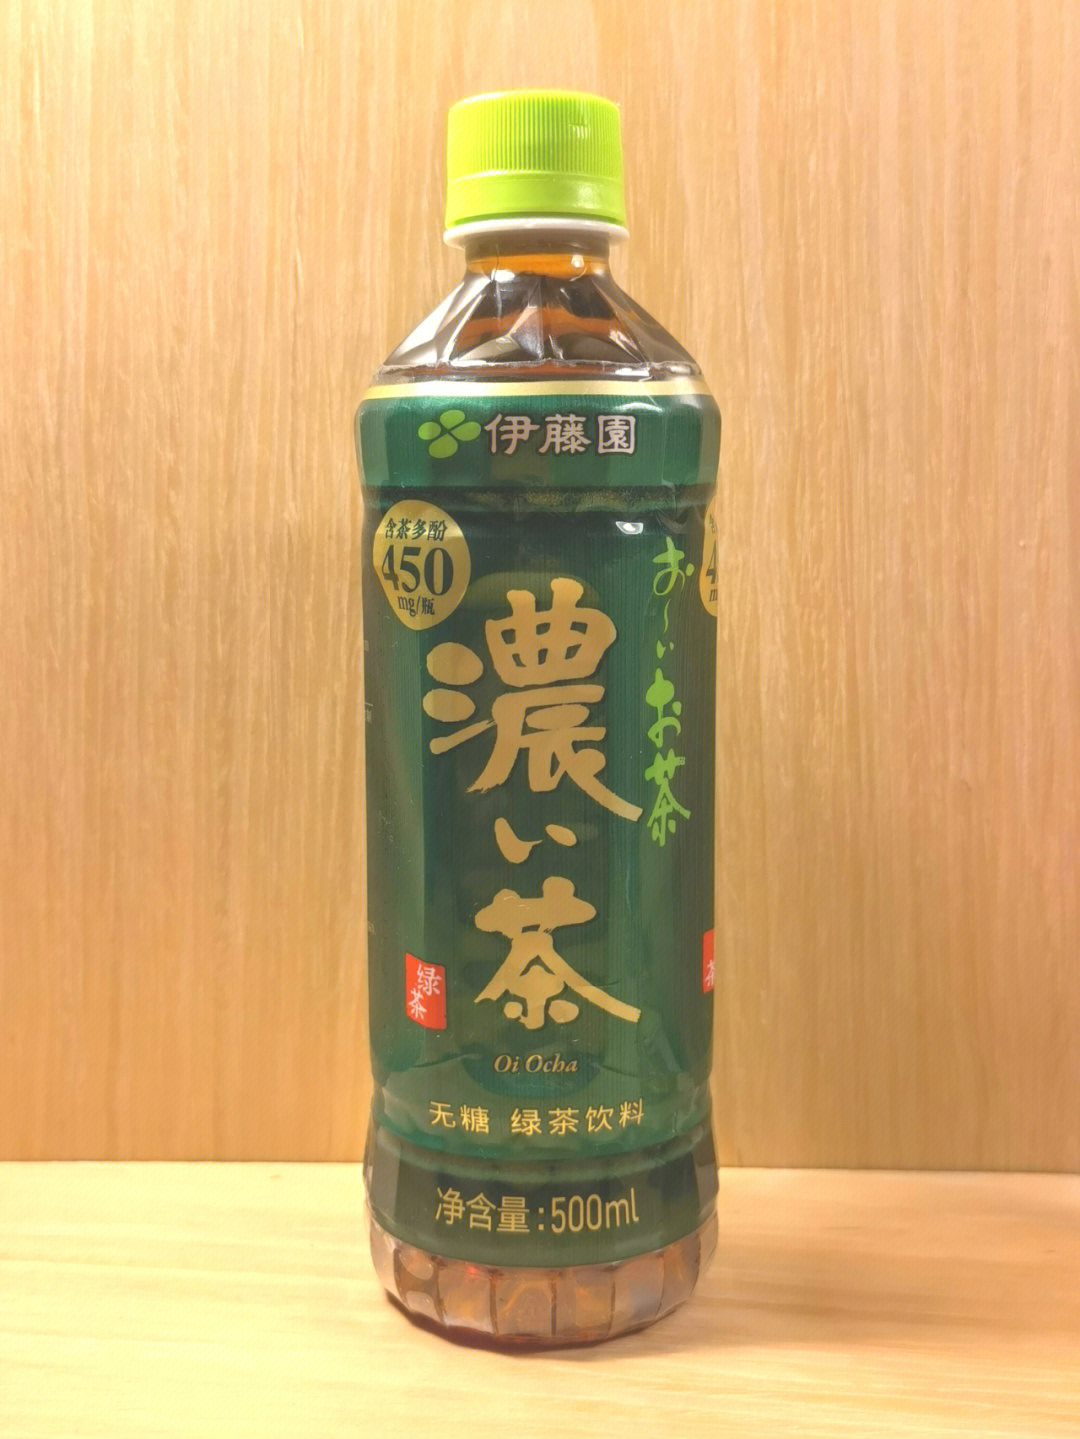 伊藤園
含茶多酚
450
mg/瓶
お〜いお茶
濃い茶
绿茶
Oi Ocha
无糖 绿茶饮料
净含量:500ml